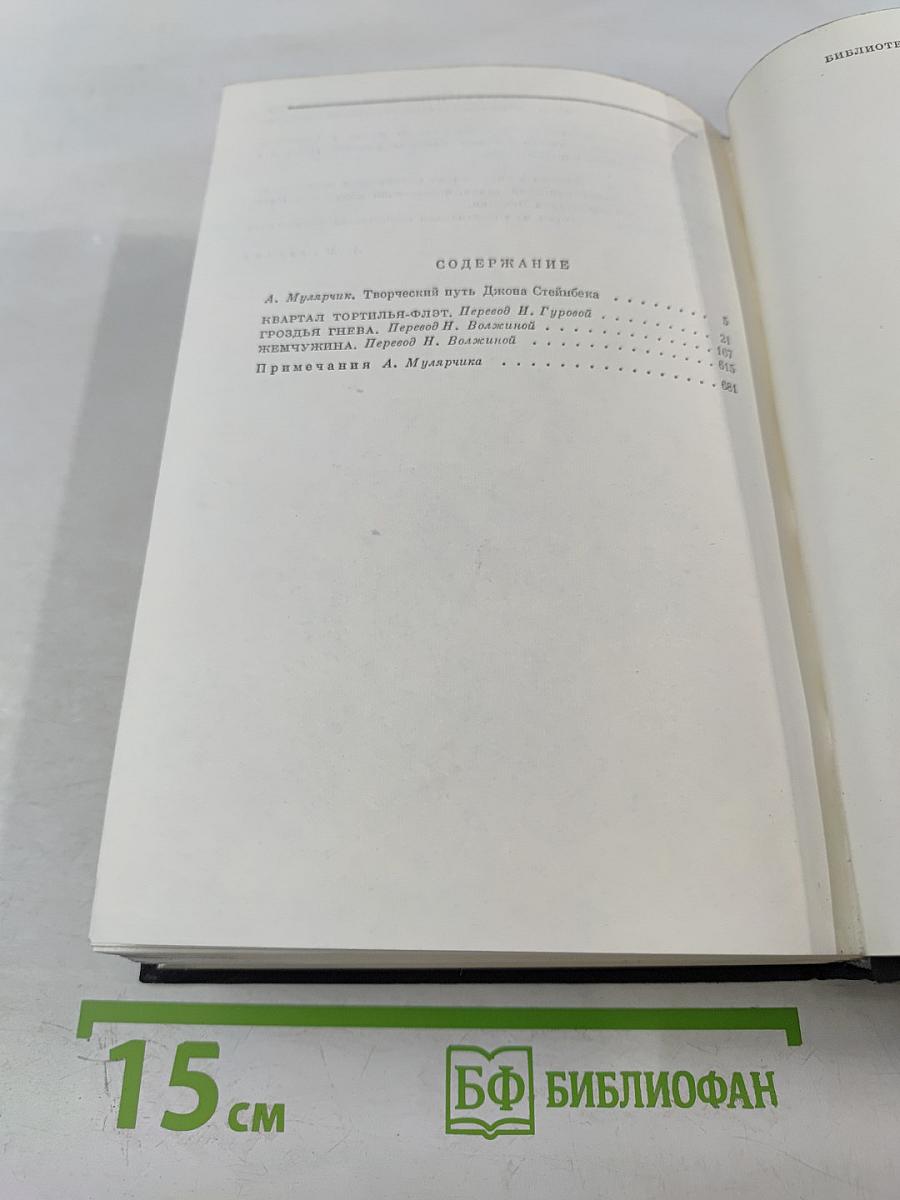 БИБЛИОТЕ
СОДЕРЖАНИЕ
А. Мулярчик. Творческий путь Джона Стейнбека . . . . . . . 5
КВАРТАЛ ТОРТИЛЬЯ-ФЛЭТ. Перевод И. Гуровой . . . . . . . 21
ГРОЗДЬЯ ГНЕВА. Перевод Н. Волжиной . . . . . . . . . . 167
ЖЕМЧУЖИНА. Перевод Н. Волжиной . . . . . . . . . . . 615
Примечания А. Мулярчика . . . . . . . . . . . . . 681
15 см
БФ БИБЛИОФАН